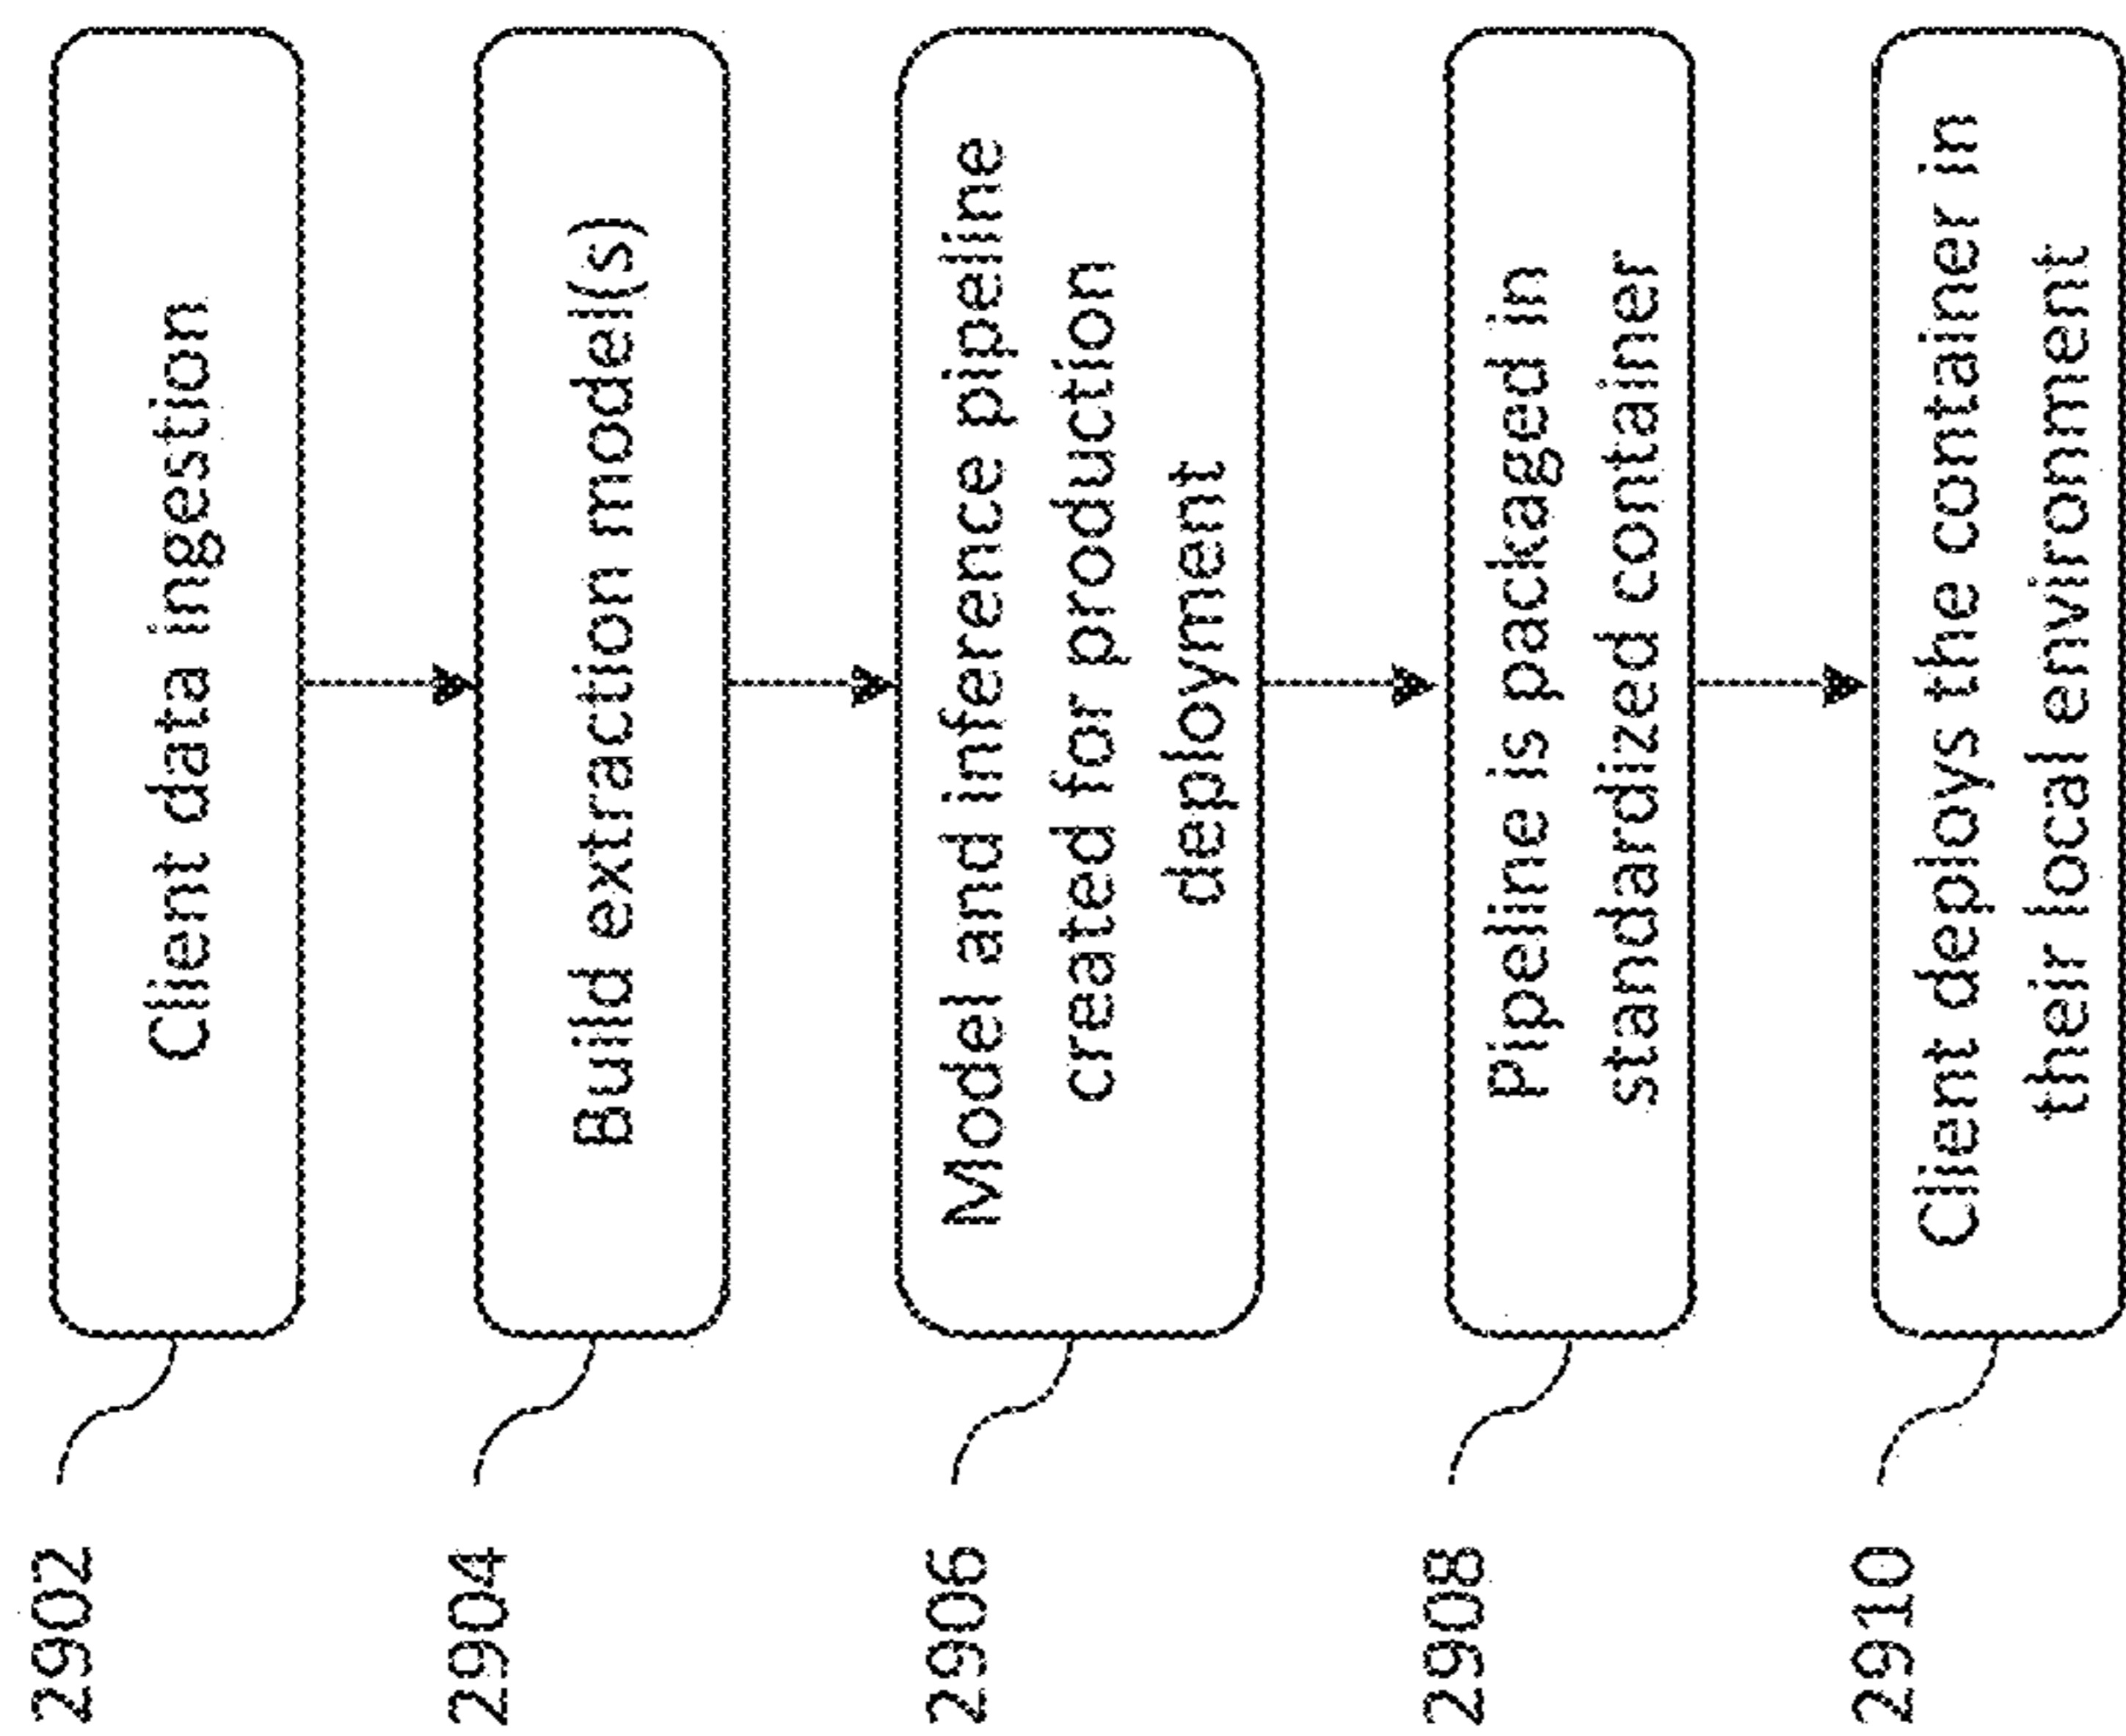 2902
Client data ingestion
2904
Build extraction model(s)
2906
Model and inference pipeline
created for production
deployment
2908
Pipeline is packaged in
standardized container
2910
Client deploys the container in
their local environment